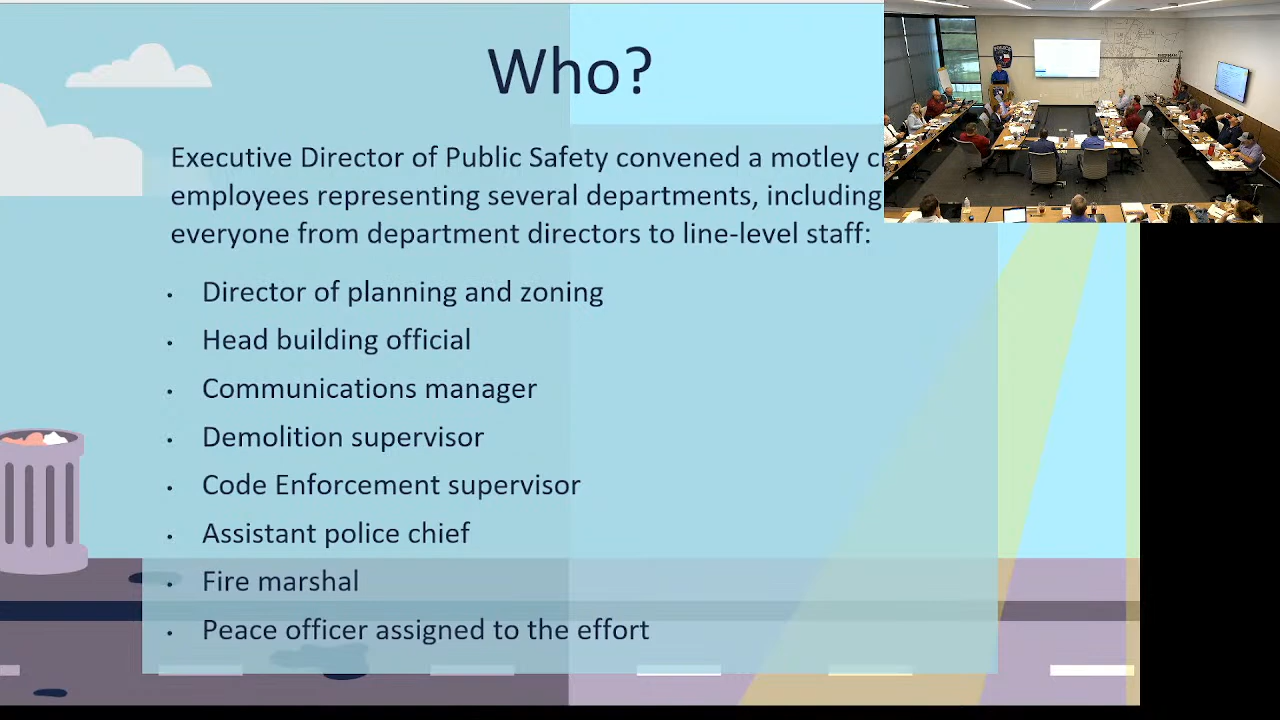 Who?
Executive Director of Public Safety convened a motley
employees representing several departments, including
everyone from department directors to line-level staff:
• Director of planning and zoning
• Head building official
• Communications manager
• Demolition supervisor
• Code Enforcement supervisor
• Assistant police chief
• Fire marshal
• Peace officer assigned to the effort
POLICE